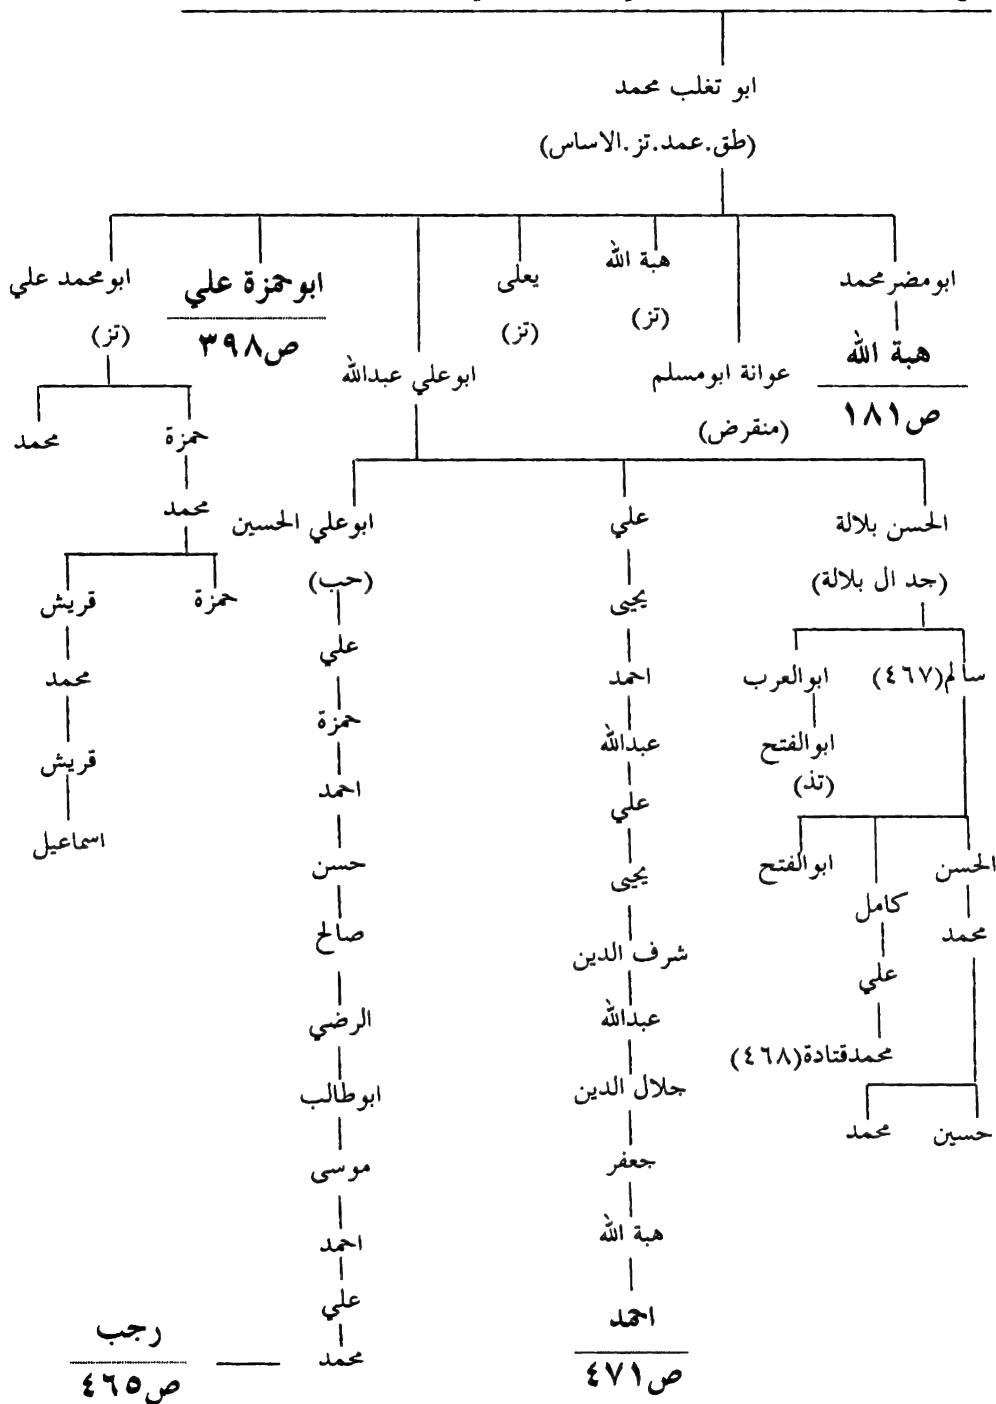 ابو تغلب محمد
(طق.عمد.تز.الاساس)
ابومضر محمد
هبة الله
ص١٨١
عوانة ابومسلم
(منقرض)
هبة الله
(تز)
يعلى
(تز)
ابوعلي عبدالله
ابوحمزة علي
ص٣٩٨
ابومحمد علي
(تز)
حمزة
محمد
محمد
حمزة
قريش
محمد
قريش
اسماعيل
الحسن بلالة
(جد ال بلالة)
سالم(٤٦٧)
ابوالعرب
ابوالفتح
(تذ)
الحسن
كامل
ابوالفتح
محمد
علي
محمدقتادة(٤٦٨)
حسين
محمد
علي
يحيى
احمد
عبدالله
علي
يحيى
شرف الدين
عبدالله
جلال الدين
جعفر
هبة الله
احمد
ص٤٧١
ابوعلي الحسين
(حب)
علي
حمزة
احمد
حسن
صالح
الرضي
ابوطالب
موسى
احمد
علي
محمد
رجب
ص٤٦٥